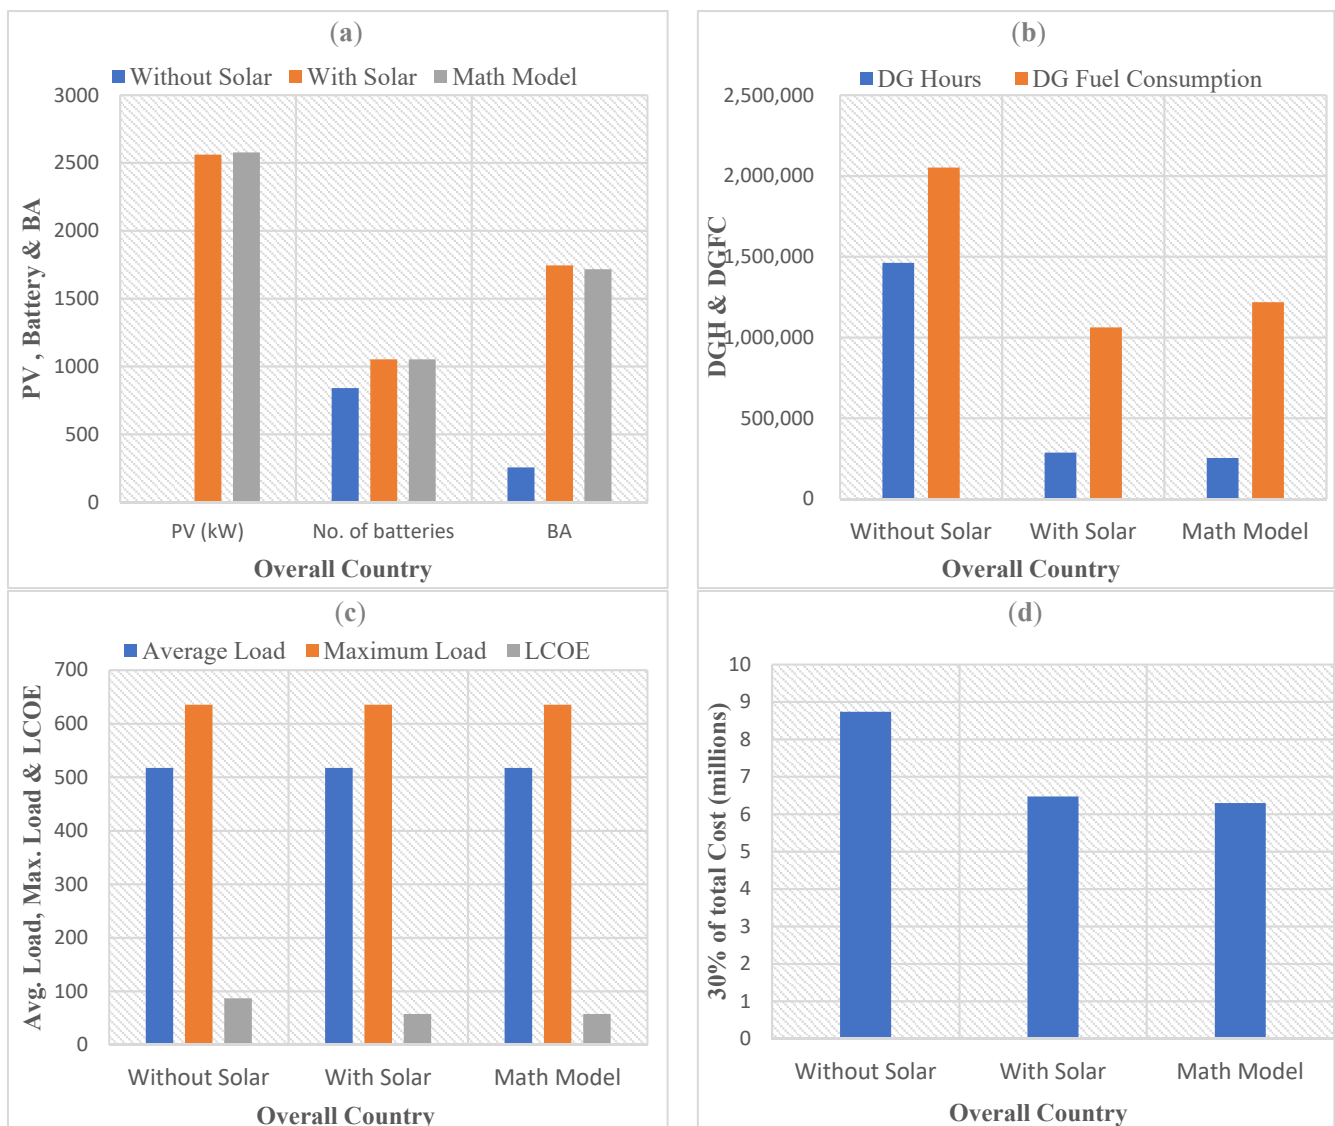 (a)
Without Solar With Solar Math Model
3000
2500
2000
1500
1000
500
0
PV , Battery & BA
PV (kW) No. of batteries BA
Overall Country
(b)
DG Hours DG Fuel Consumption
2,500,000
2,000,000
1,500,000
1,000,000
500,000
0
DGH & DGFC
Without Solar With Solar Math Model
Overall Country
(c)
Average Load Maximum Load LCOE
700
600
500
400
300
200
100
0
Avg. Load, Max. Load & LCOE
Without Solar With Solar Math Model
Overall Country
(d)
10
9
8
7
6
5
4
3
2
1
0
30% of total Cost (millions)
Without Solar With Solar Math Model
Overall Country